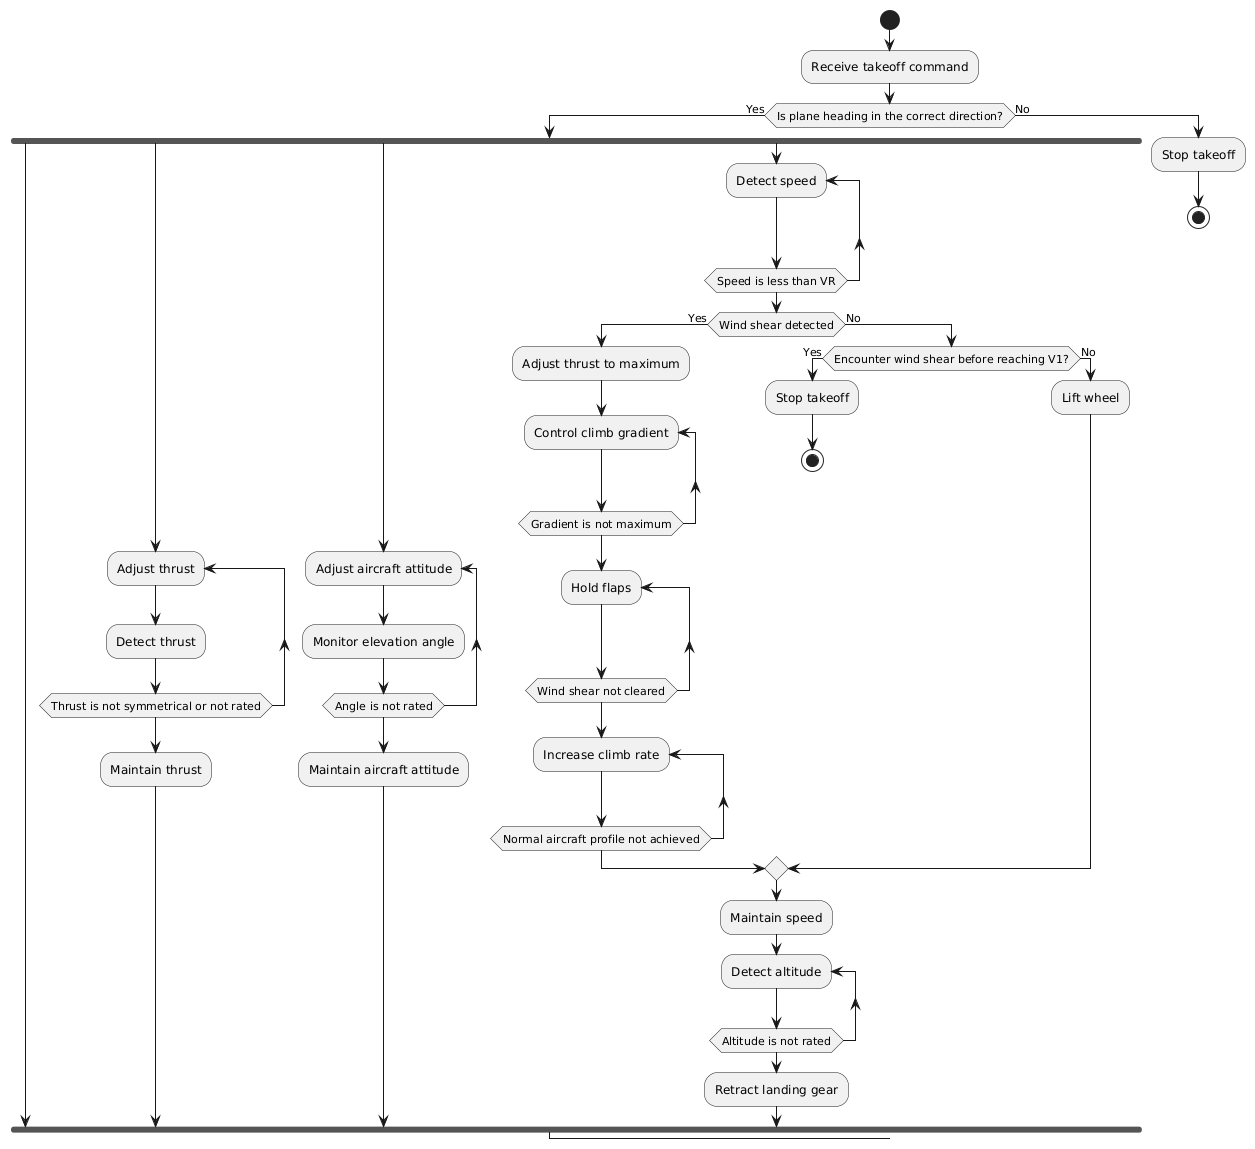 Receive takeoff command
Yes
Is plane heading in the correct direction?
No
Stop takeoff
Detect speed
Speed is less than VR
Yes
Wind shear detected
No
Adjust thrust to maximum
Yes
Encounter wind shear before reaching V1?
No
Stop takeoff
Lift wheel
Control climb gradient
Gradient is not maximum
Adjust thrust
Adjust aircraft attitude
Hold flaps
Detect thrust
Monitor elevation angle
Wind shear not cleared
Thrust is not symmetrical or not rated
Angle is not rated
Increase climb rate
Maintain thrust
Maintain aircraft attitude
Normal aircraft profile not achieved
Maintain speed
Detect altitude
Altitude is not rated
Retract landing gear